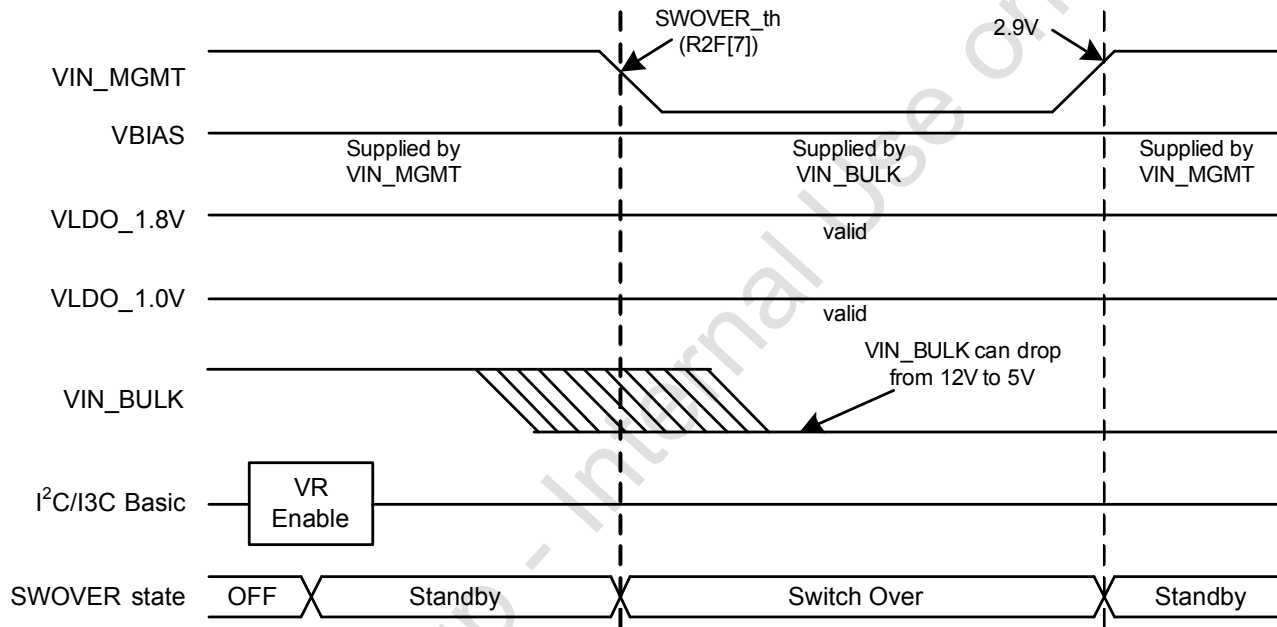 SWOVER_th
(R2F[7])
2.9V
VIN_MGMT
VBIAS
Supplied by
VIN_MGMT
Supplied by
VIN_BULK
Supplied by
VIN_MGMT
VLDO_1.8V
valid
VLDO_1.0V
valid
VIN_BULK can drop
from 12V to 5V
VIN_BULK
I²C/I3C Basic
VR
Enable
SWOVER state
OFF
Standby
Switch Over
Standby
- Internal Use